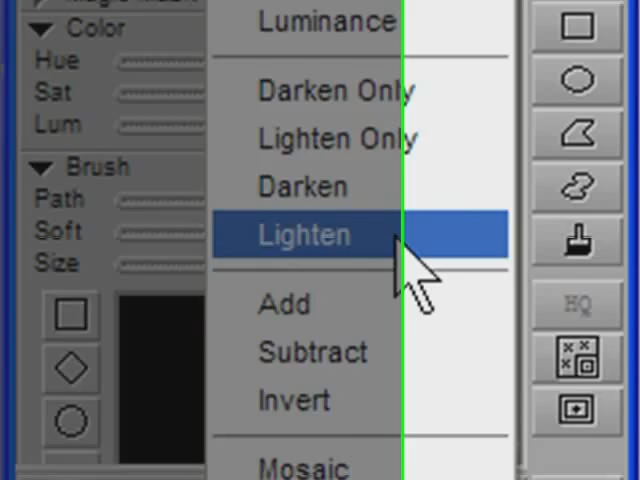 Color
Hue
Sat
Lum
Brush
Path
Soft
Size
Luminance
Darken Only
Lighten Only
Darken
Lighten
Add
Subtract
Invert
Mosaic
HQ